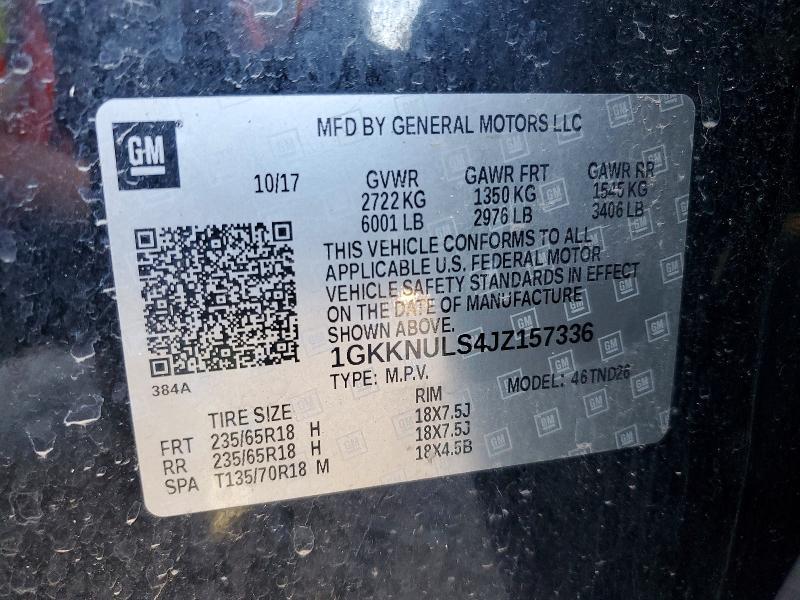 GM
MFD BY GENERAL MOTORS LLC
10/17
GVWR GAWR FRT GAWR RR
2722 KG 1350 KG 1545 KG
6001 LB 2976 LB 3406 LB
THIS VEHICLE CONFORMS TO ALL
APPLICABLE U.S. FEDERAL MOTOR
VEHICLE SAFETY STANDARDS IN EFFECT
ON THE DATE OF MANUFACTURE
SHOWN ABOVE.
1GKKNULS4JZ157336
384A
TYPE: M.P.V. MODEL: 46TND26
TIRE SIZE RIM
FRT 235/65R18 H 18X7.5J
RR 235/65R18 H 18X7.5J
SPA T135/70R18 M 18X4.5B